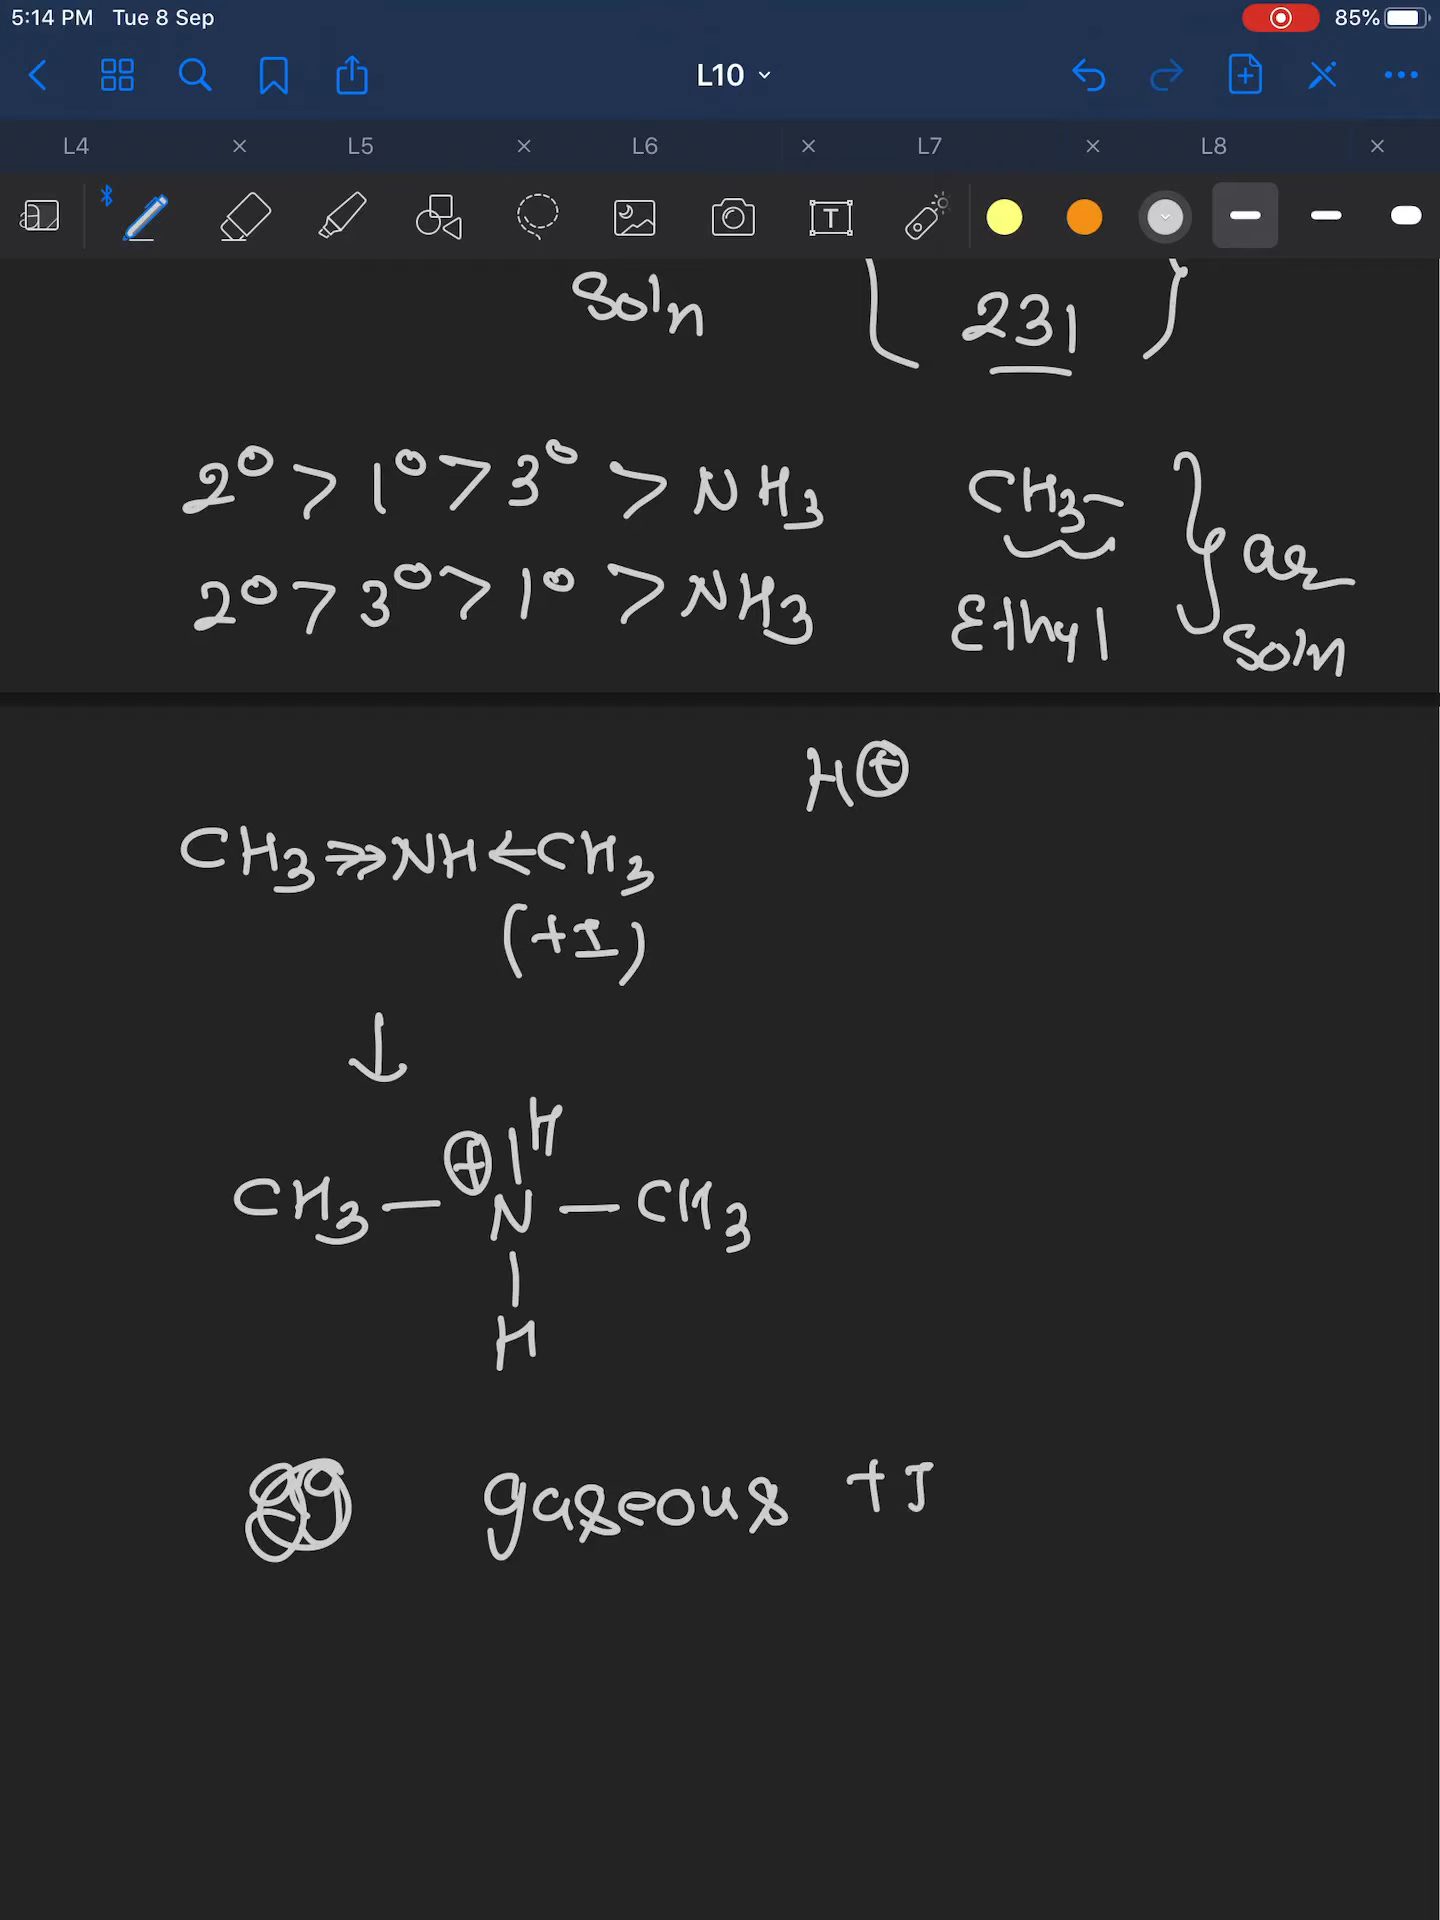 5:14 PM Tue 8 Sep 85%
L10
L4 × L5 × L6 × L7 × L8 ×
T
Soln ( 231 )
2° > 1° > 3° > NH3 CH3-
2° > 3° > 1° > NH3 Ethyl
Soln
H⊕
CH3 ⋙ NH < CH3
(+I)
↓
H
CH3 — ⊕N — CH3
H
gaseous +I